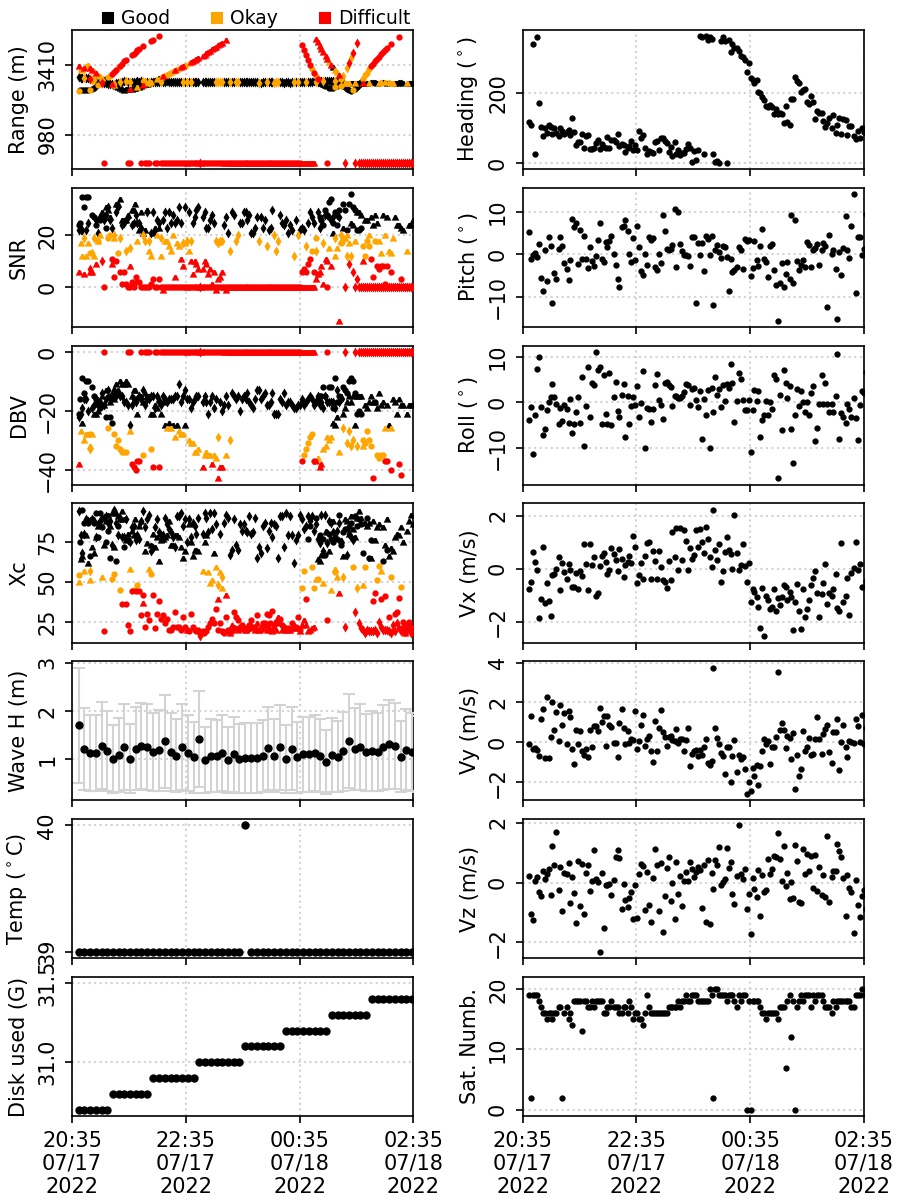 Good Okay Difficult
Range (m)
3410
980
Heading (°)
200
0
SNR
20
0
Pitch (°)
10
0
−10
DBV
0
−20
−40
Roll (°)
10
0
−10
Xc
75
50
25
Vx (m/s)
2
0
−2
Wave H (m)
3
2
1
Vy (m/s)
4
2
0
−2
Temp (°C)
40
39
Vz (m/s)
2
0
−2
Disk used (G)
31.5
31.0
Sat. Numb.
20
10
0
20:35 22:35 00:35 02:35
07/17 07/17 07/18 07/18
2022 2022 2022 2022
20:35 22:35 00:35 02:35
07/17 07/17 07/18 07/18
2022 2022 2022 2022